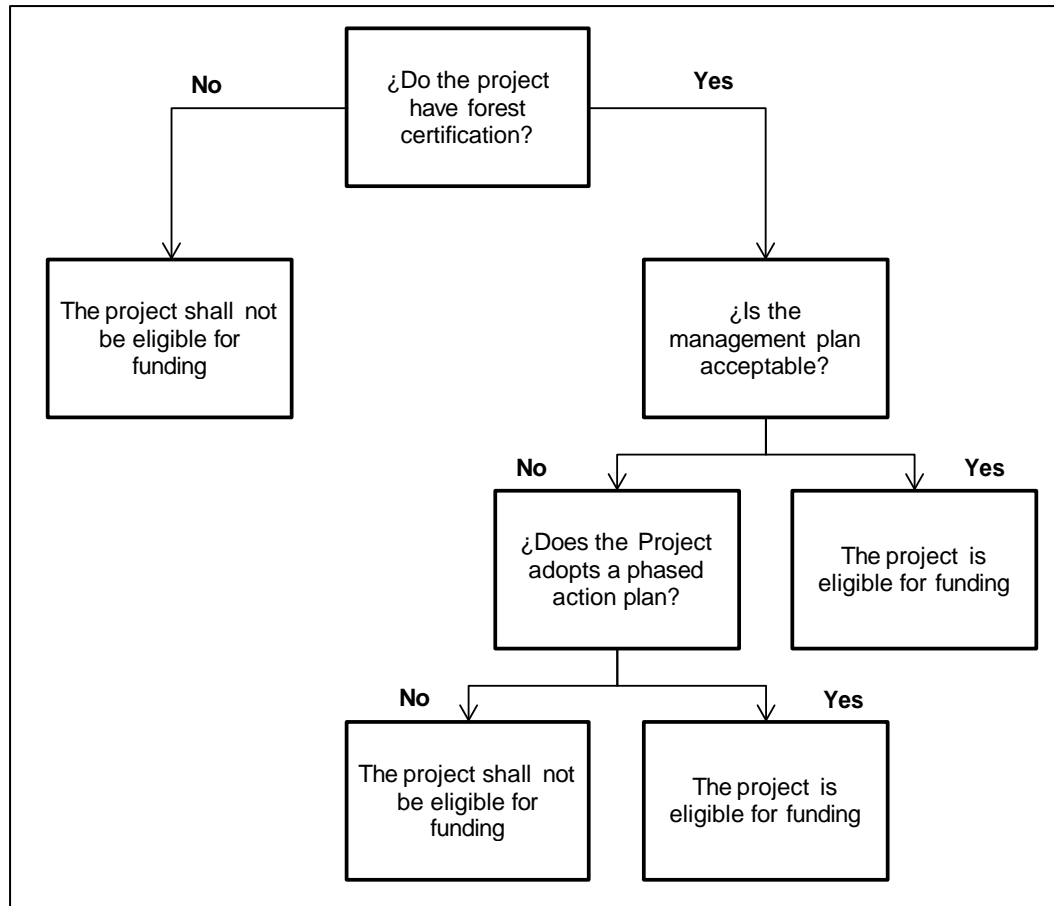 ¿Do the project
have forest
certification?
No
Yes
The project shall not
be eligible for
funding
¿Is the
management plan
acceptable?
No
Yes
¿Does the Project
adopts a phased
action plan?
The project is
eligible for funding
No
Yes
The project shall not
be eligible for
funding
The project is
eligible for funding